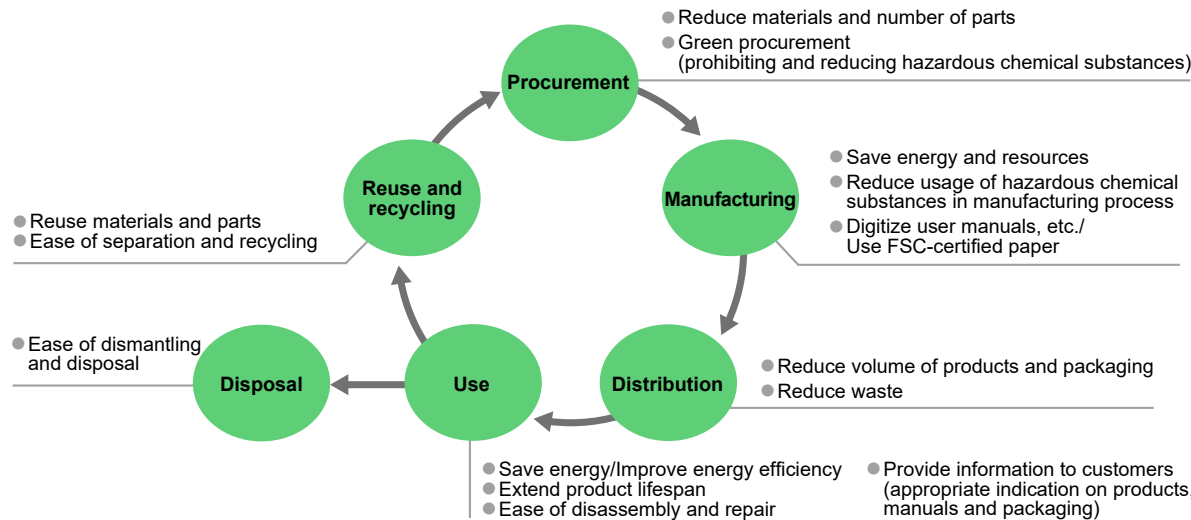 Reduce materials and number of parts
Green procurement
(prohibiting and reducing hazardous chemical substances)
Procurement
Save energy and resources
Reduce usage of hazardous chemical
substances in manufacturing process
Digitize user manuals, etc./
Use FSC-certified paper
Manufacturing
Reuse and
recycling
Reuse materials and parts
Ease of separation and recycling
Ease of dismantling
and disposal
Disposal
Use
Distribution
Reduce volume of products and packaging
Reduce waste
Save energy/Improve energy efficiency
Extend product lifespan
Ease of disassembly and repair
Provide information to customers
(appropriate indication on products,
manuals and packaging)